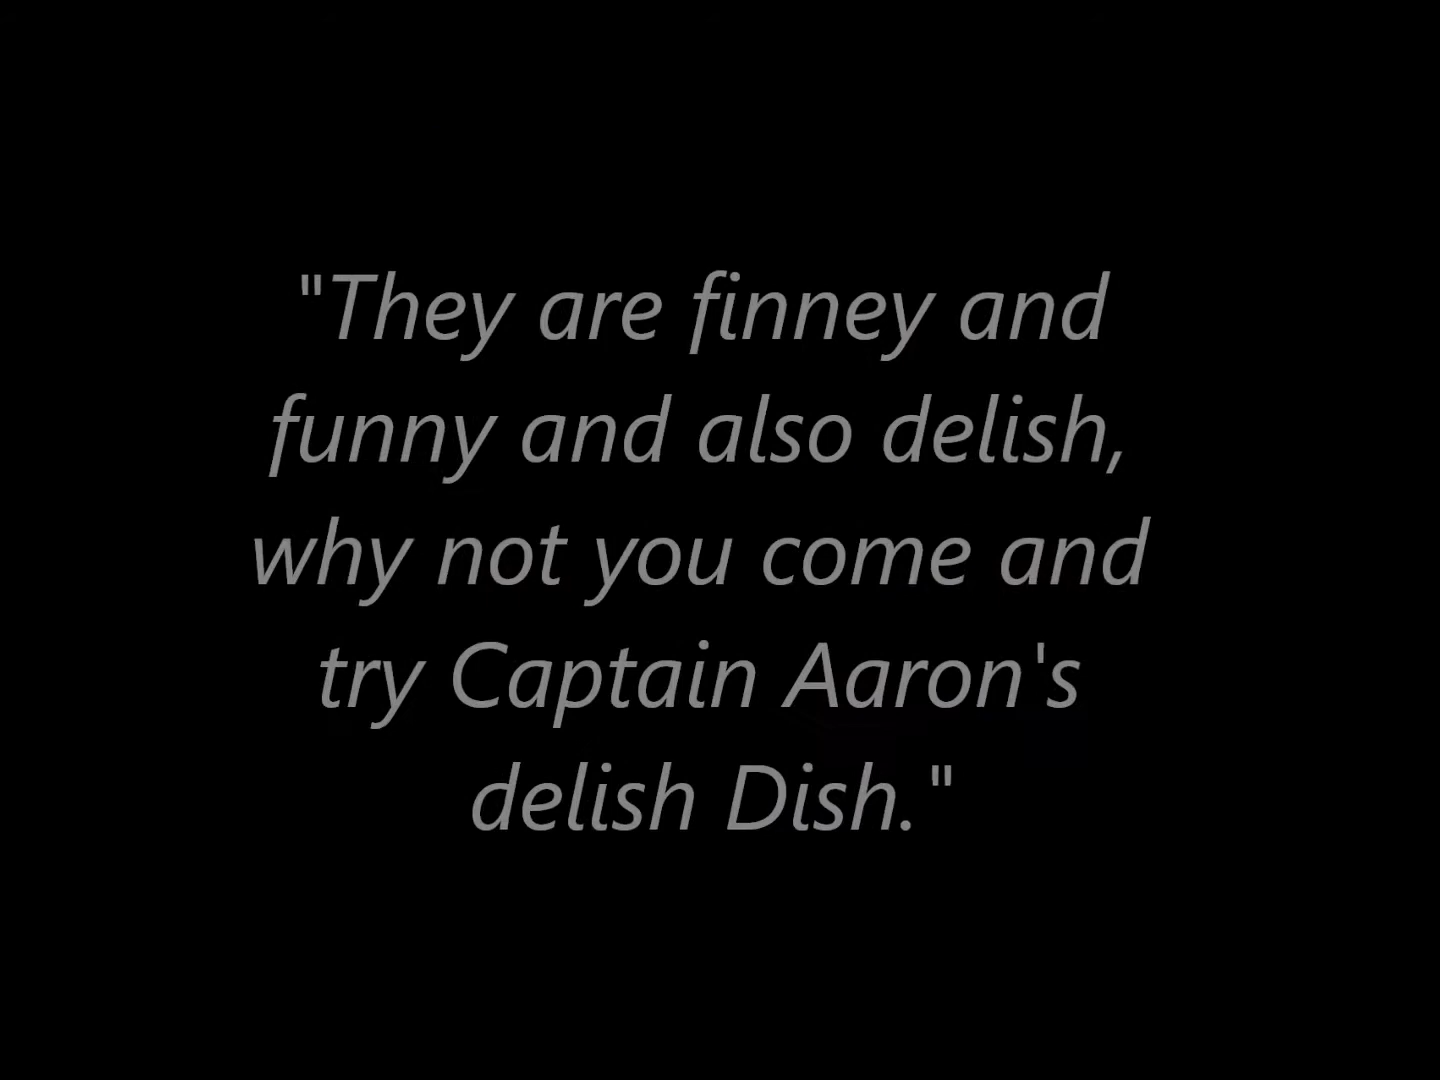 "They are finney and
funny and also delish,
why not you come and
try Captain Aaron's
delish Dish."